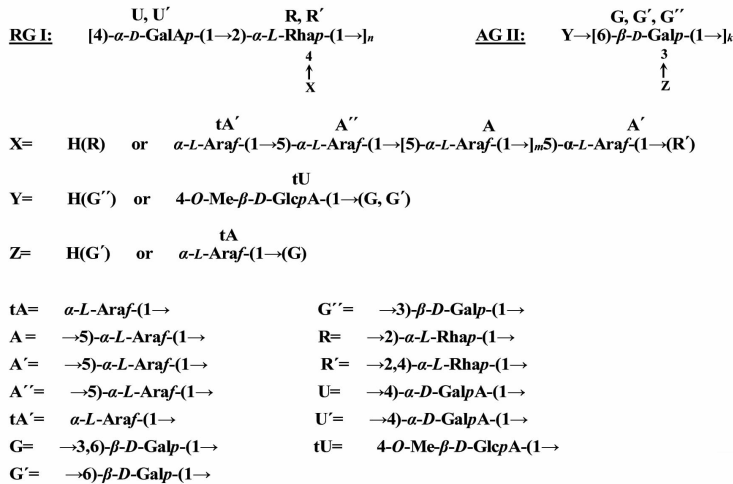 U, U´ R, R´ G, G´, G´´
RG I: [4)-α-D-GalAp-(1→2)-α-L-Rhap-(1→]n AG II: Y→[6)-β-D-Galp-(1→]k
4 3
↑ ↑
X Z
tA´ A´´ A A´
X= H(R) or α-L-Araf-(1→5)-α-L-Araf-(1→[5)-α-L-Araf-(1→]m5)-α-L-Araf-(1→(R´)
tU
Y= H(G´´) or 4-O-Me-β-D-GlcpA-(1→(G, G´)
tA
Z= H(G´) or α-L-Araf-(1→(G)
tA= α-L-Araf-(1→ G´´= →3)-β-D-Galp-(1→
A= →5)-α-L-Araf-(1→ R= →2)-α-L-Rhap-(1→
A´= →5)-α-L-Araf-(1→ R´= →2,4)-α-L-Rhap-(1→
A´´= →5)-α-L-Araf-(1→ U= →4)-α-D-GalpA-(1→
tA´= α-L-Araf-(1→ U´= →4)-α-D-GalpA-(1→
G= →3,6)-β-D-Galp-(1→ tU= 4-O-Me-β-D-GlcpA-(1→
G´= →6)-β-D-Galp-(1→